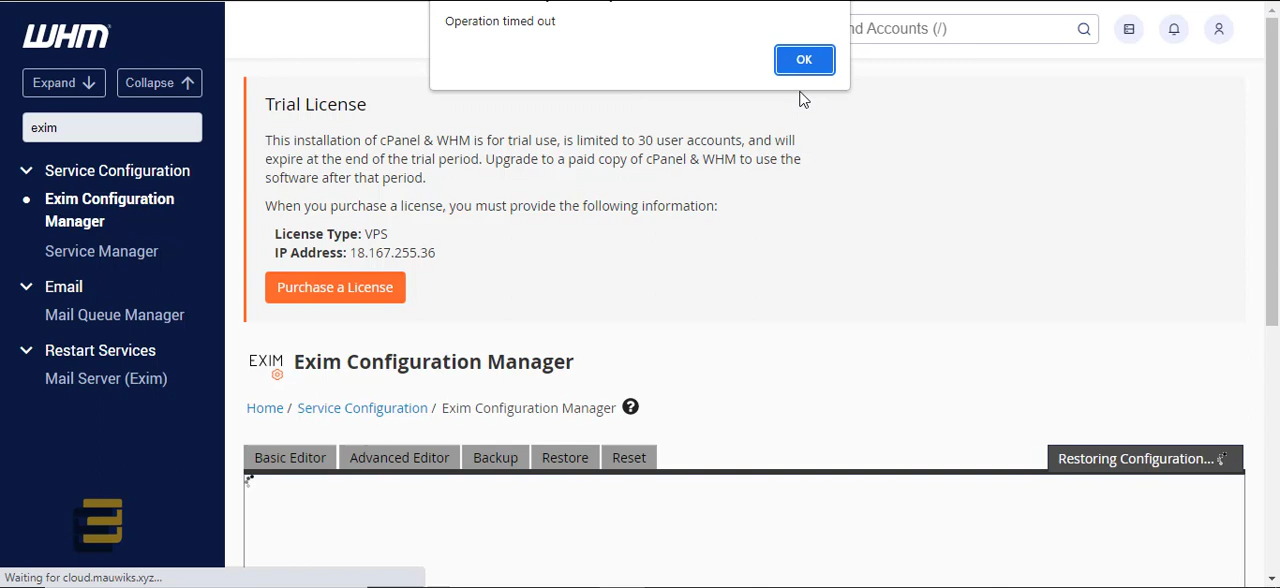 WHM
Operation timed out
nd Accounts (/)
OK
Expand
Collapse
exim
Service Configuration
Exim Configuration
Manager
Service Manager
Email
Mail Queue Manager
Restart Services
Mail Server (Exim)
Trial License
This installation of cPanel & WHM is for trial use, is limited to 30 user accounts, and will
expire at the end of the trial period. Upgrade to a paid copy of cPanel & WHM to use the
software after that period.
When you purchase a license, you must provide the following information:
License Type: VPS
IP Address: 18.167.255.36
Purchase a License
EXIM Exim Configuration Manager
Home / Service Configuration / Exim Configuration Manager ?
Basic Editor Advanced Editor Backup Restore Reset Restoring Configuration...
Waiting for cloud.mauwiks.xyz...